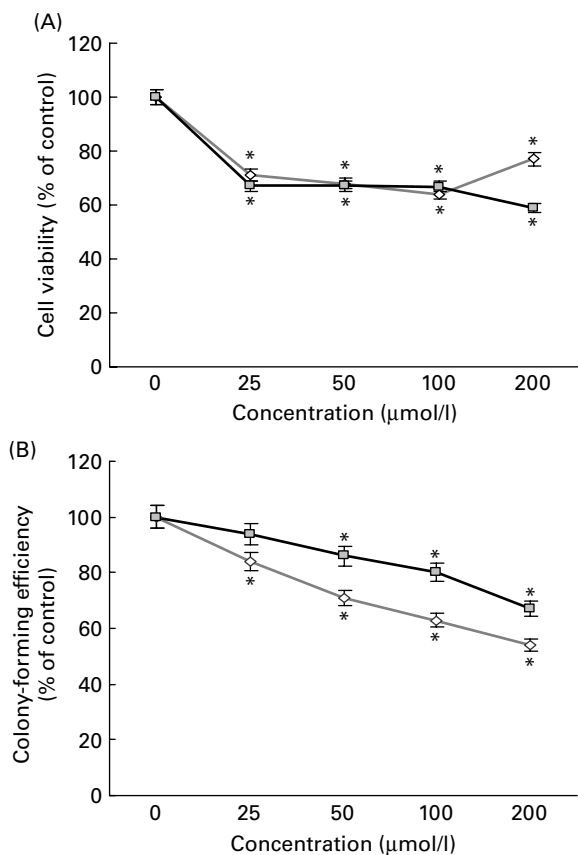 (A)
120
100
80
60
40
20
0
Cell viability (% of control)
* * * *
* * * *
0 25 50 100 200
Concentration (μmol/l)
(B)
120
100
80
60
40
20
0
Colony-forming efficiency
(% of control)
* * *
* * * *
0 25 50 100 200
Concentration (μmol/l)